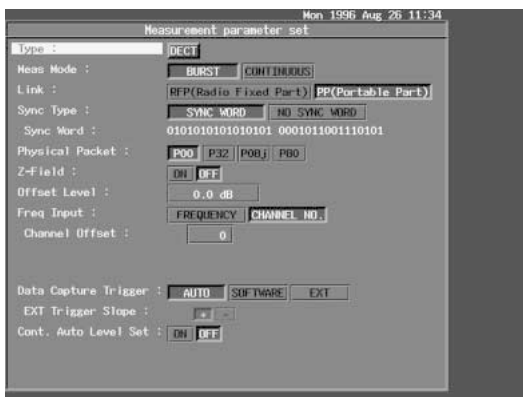 Mon 1996 Aug 26 11:34
Measurement parameter set
Type : DECT
Meas Mode : BURST CONTINUOUS
Link : RFP(Radio Fixed Part) PP(Portable Part)
Sync Type : SYNC WORD NO SYNC WORD
Sync Word : 0101010101010101 0001011001110101
Physical Packet : P00 P32 P08j P80
Z-Field : ON OFF
Offset Level : 0.0 dB
Freq Input : FREQUENCY CHANNEL NO.
Channel Offset : 0
Data Capture Trigger : AUTO SOFTWARE EXT
EXT Trigger Slope : + -
Cont. Auto Level Set : ON OFF